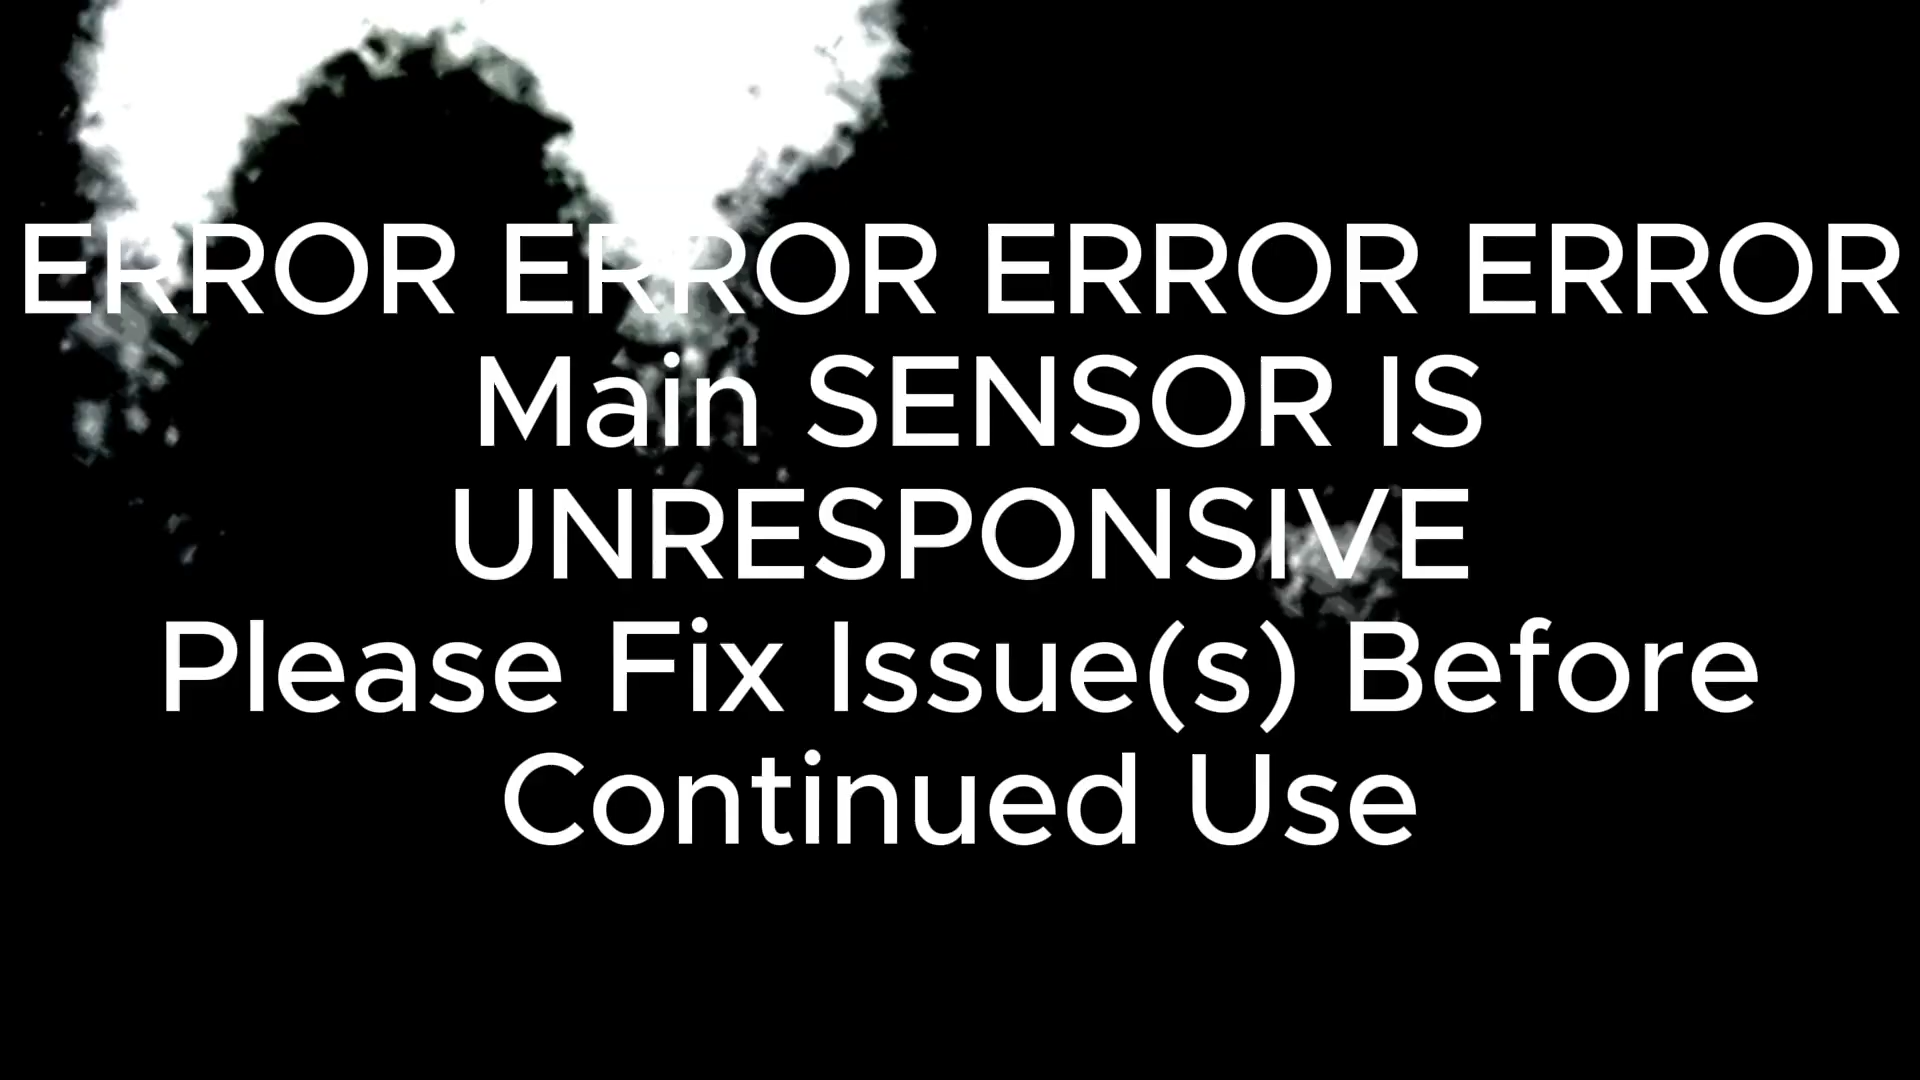 ERROR ERROR ERROR ERROR
Main SENSOR IS
UNRESPONSIVE
Please Fix Issue(s) Before
Continued Use